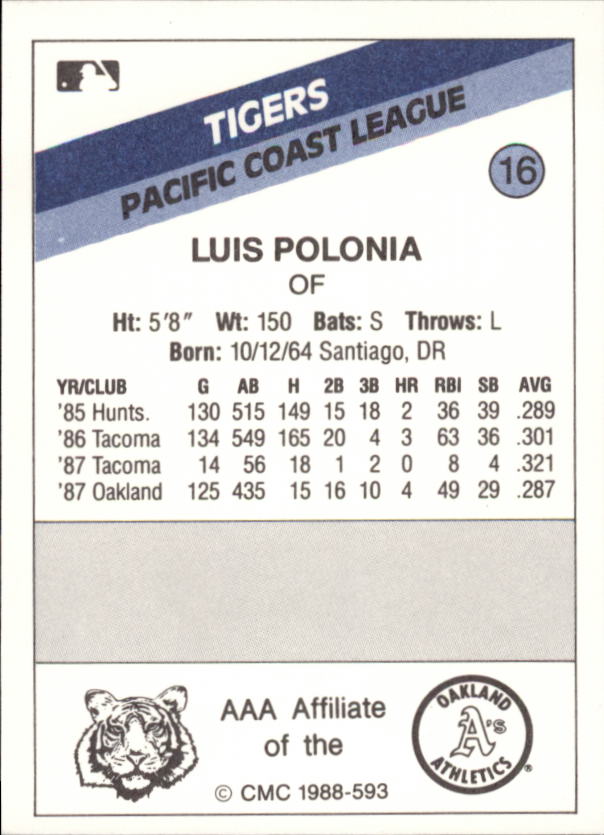 TIGERS
PACIFIC COAST LEAGUE
16
LUIS POLONIA
OF
Ht: 5'8" Wt: 150 Bats: S Throws: L
Born: 10/12/64 Santiago, DR
YR/CLUB G AB H 2B 3B HR RBI SB AVG
'85 Hunts. 130 515 149 15 18 2 36 39 .289
'86 Tacoma 134 549 165 20 4 3 63 36 .301
'87 Tacoma 14 56 18 1 2 0 8 4 .321
'87 Oakland 125 435 15 16 10 4 49 29 .287
AAA Affiliate
of the
© CMC 1988-593
OAKLAND
A's
ATHLETICS®